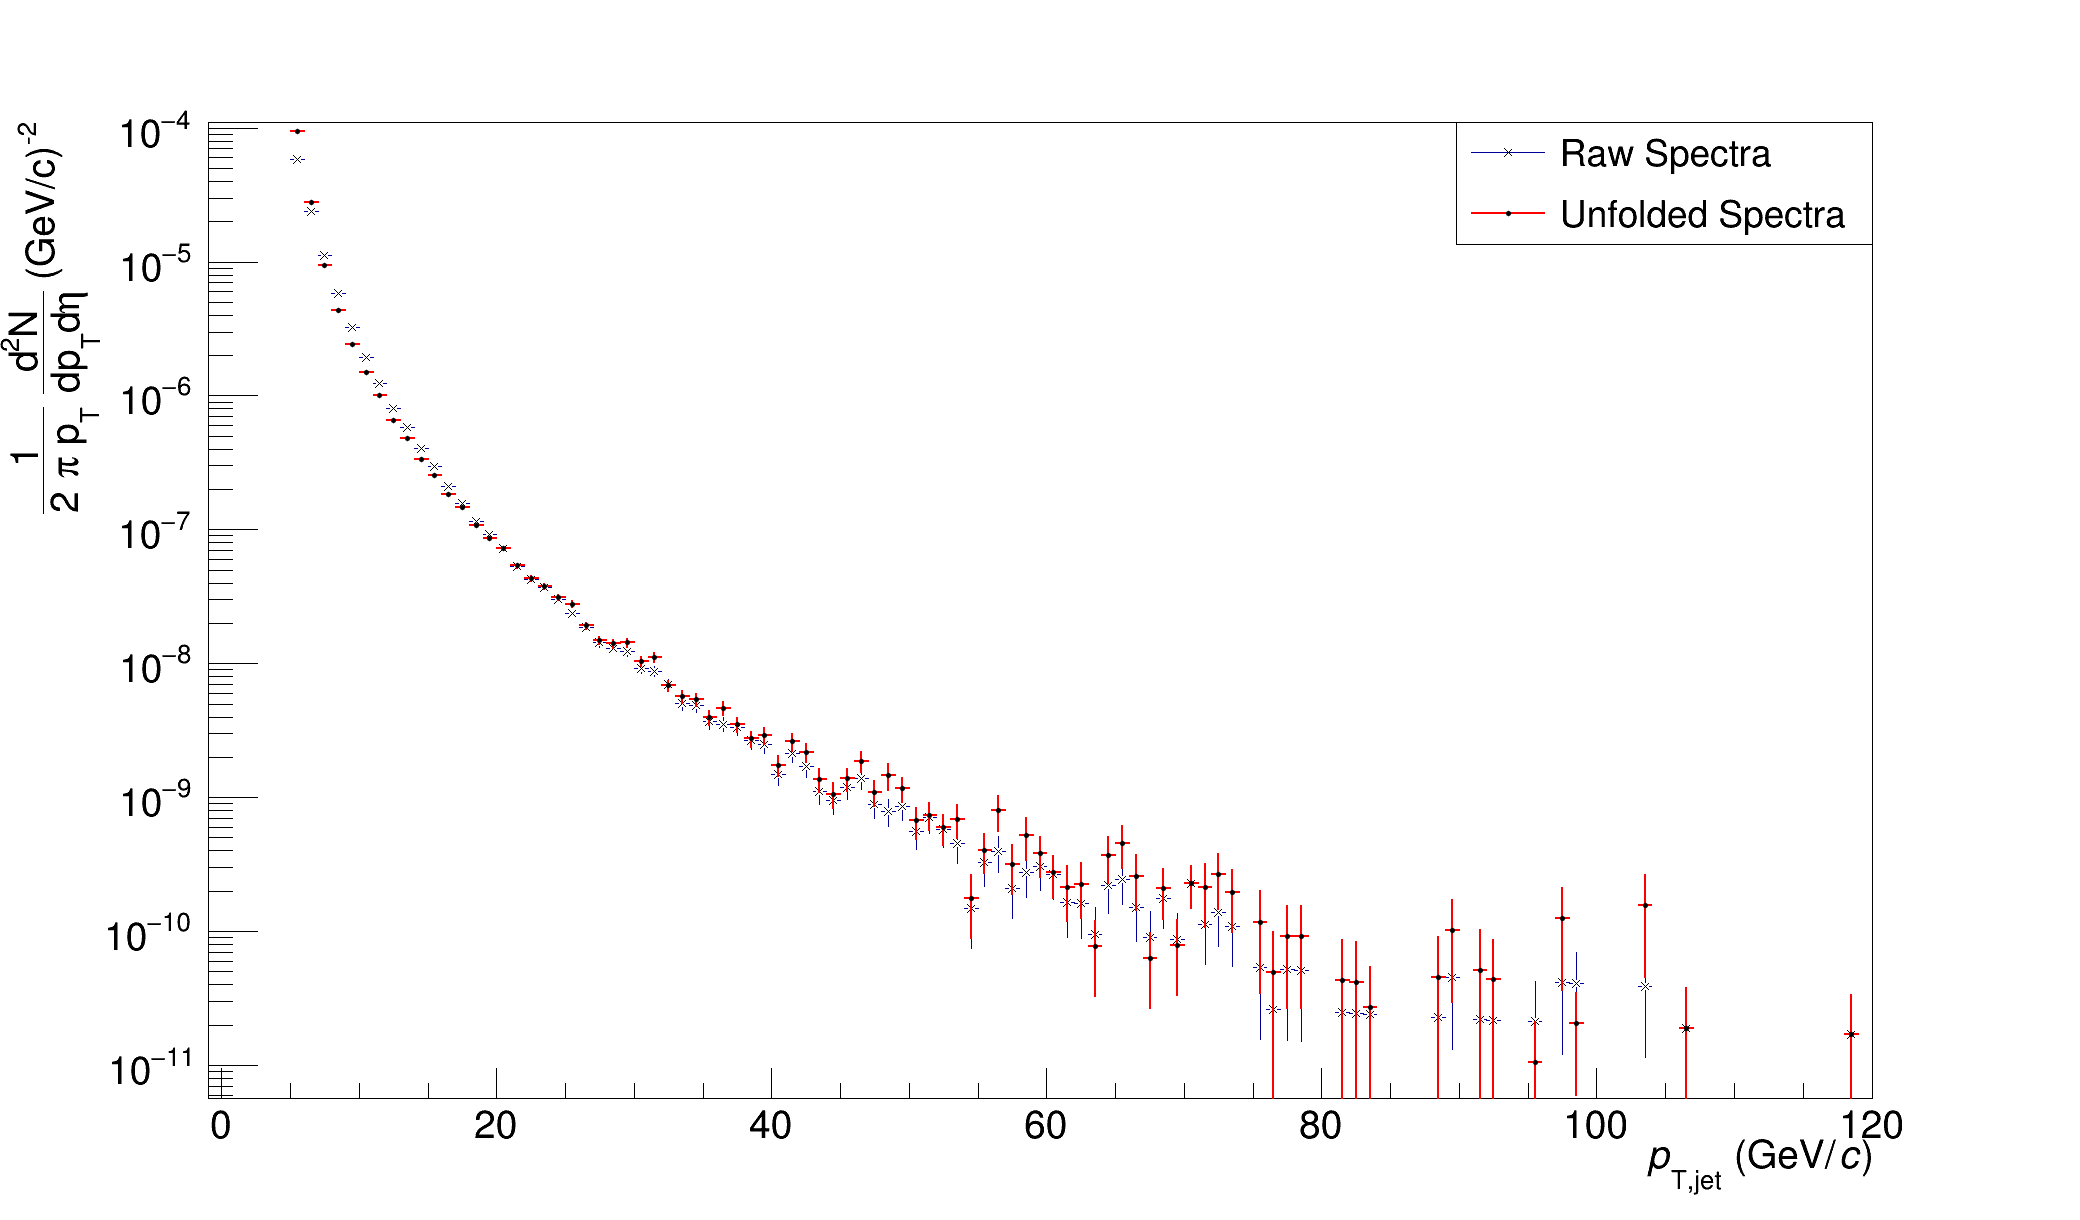 Raw Spectra
Unfolded Spectra
1/(2 π p_T) d²N/(dp_T dη) (GeV/c)⁻²
10⁻⁴
10⁻⁵
10⁻⁶
10⁻⁷
10⁻⁸
10⁻⁹
10⁻¹⁰
10⁻¹¹
0 20 40 60 80 100 120
p_T,jet (GeV/c)